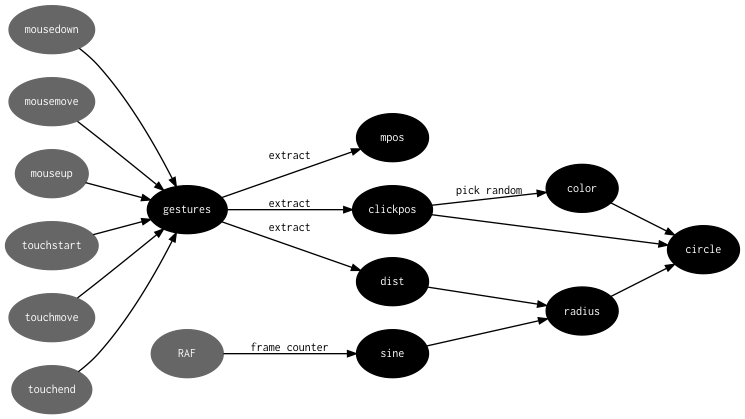 mousedown
mousemove
mouseup
touchstart
touchmove
touchend
gestures
RAF
extract
extract
extract
frame counter
mpos
clickpos
dist
sine
pick random
color
radius
circle